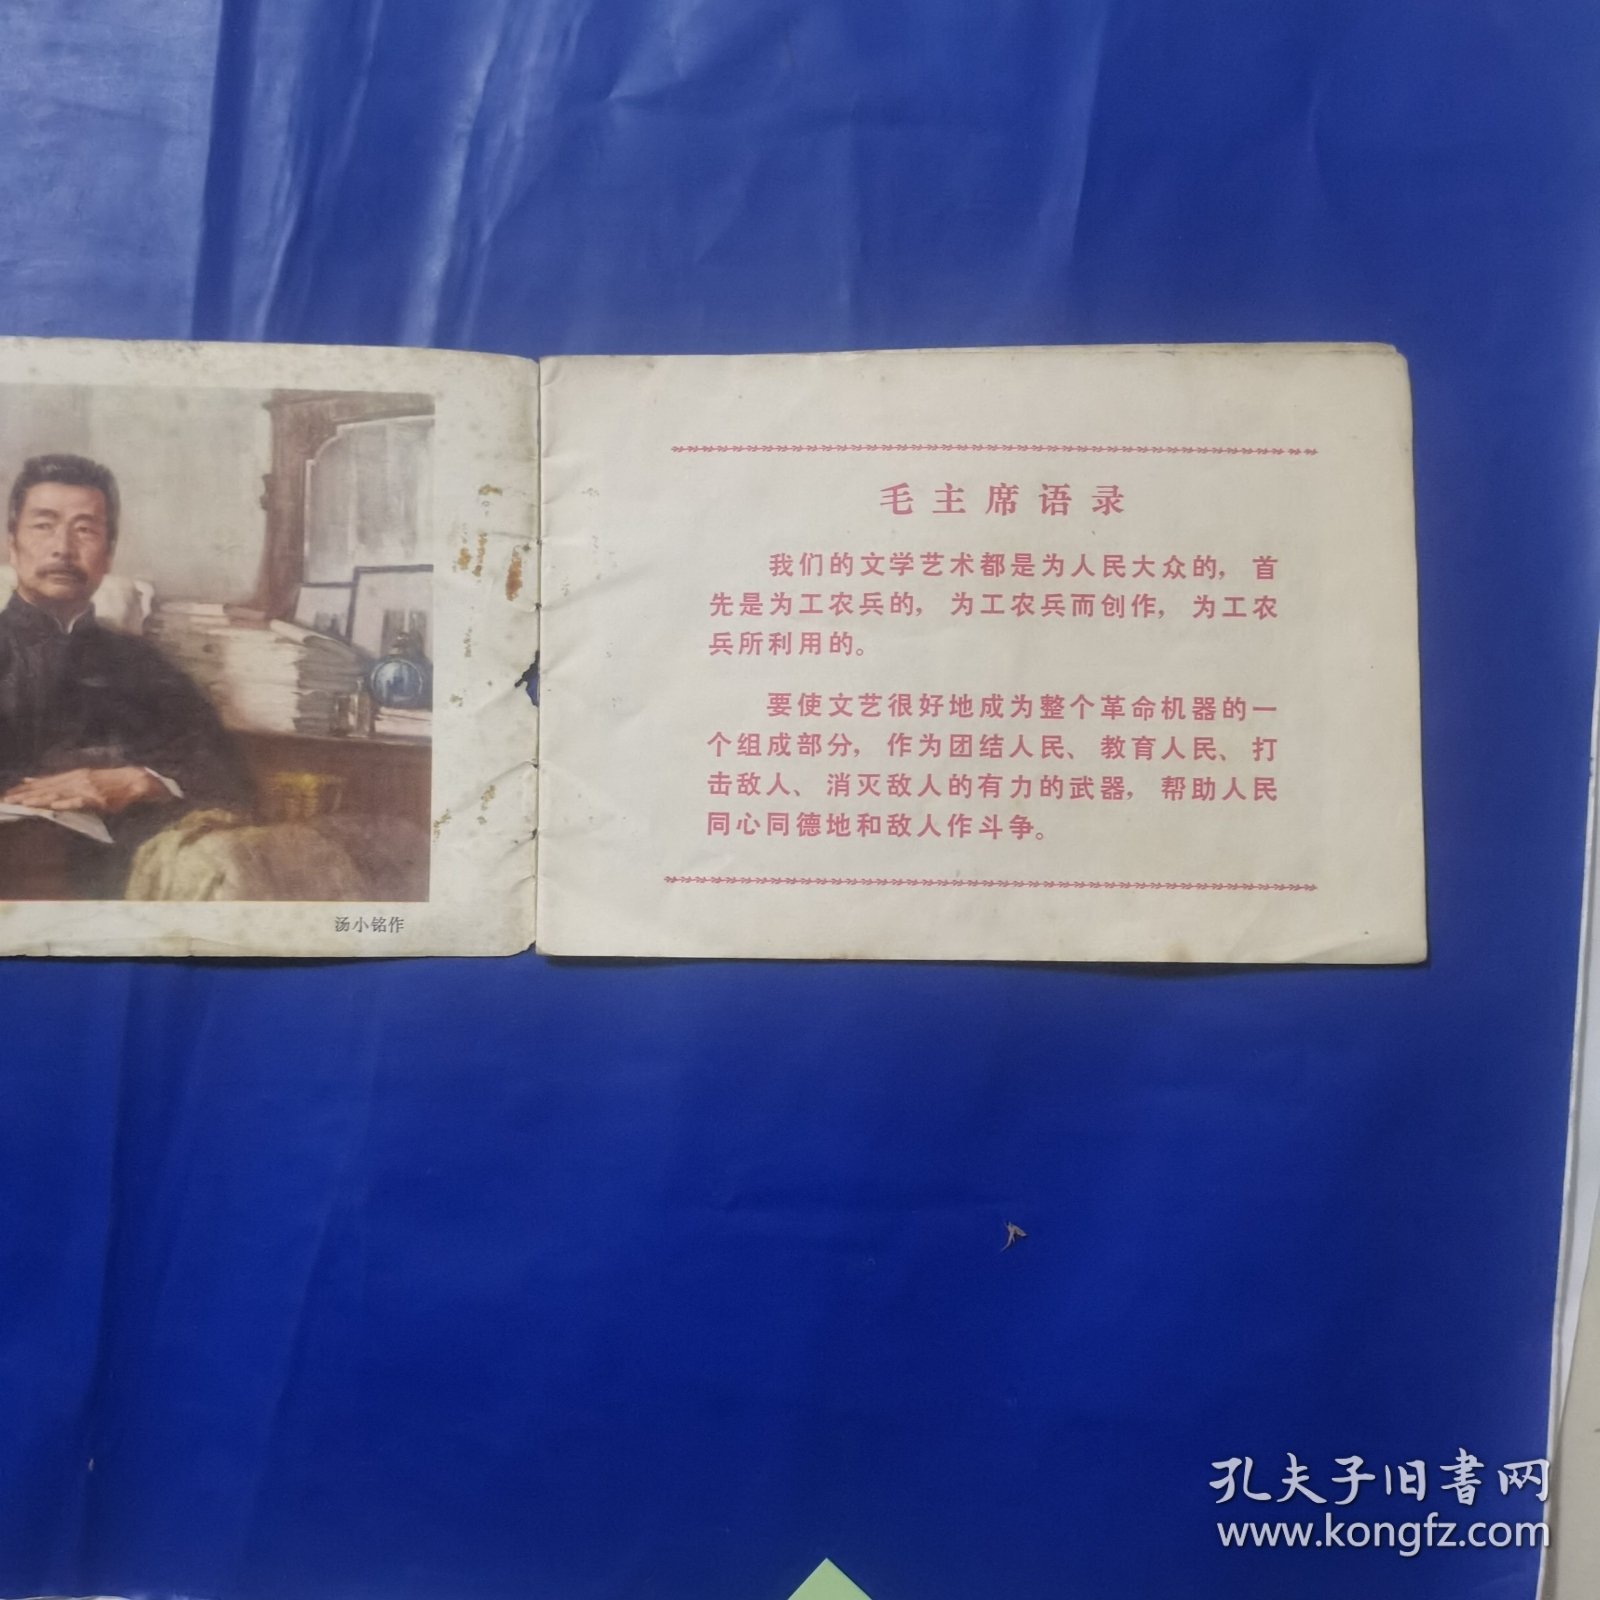 汤小铭作
毛主席语录
我们的文学艺术都是为人民大众的，首
先是为工农兵的，为工农兵而创作，为工农
兵所利用的。
要使文艺很好地成为整个革命机器的一
个组成部分，作为团结人民、教育人民、打
击敌人、消灭敌人的有力的武器，帮助人民
同心同德地和敌人作斗争。
孔夫子旧书网
www.kongfz.com